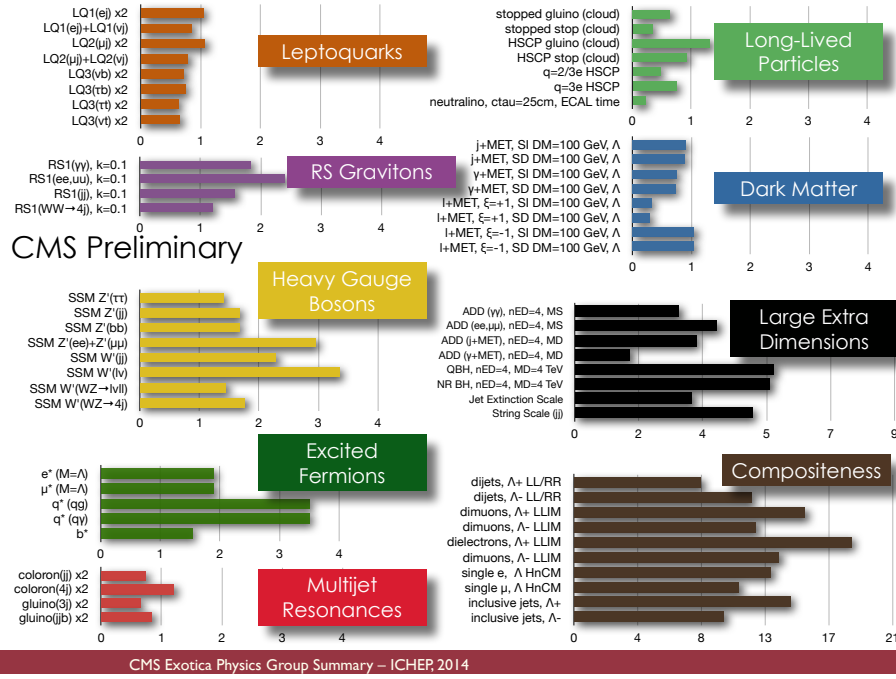 LQ1(ej) x2
LQ1(ej)+LQ1(νj)
LQ2(μj) x2
LQ2(μj)+LQ2(νj)
LQ3(νb) x2
LQ3(τb) x2
LQ3(τt) x2
LQ3(νt) x2
0 1 2 3 4
Leptoquarks
stopped gluino (cloud)
stopped stop (cloud)
HSCP gluino (cloud)
HSCP stop (cloud)
q=2/3e HSCP
q=3e HSCP
neutralino, ctau=25cm, ECAL time
0 1 2 3 4
Long-Lived
Particles
RS1(γγ), k=0.1
RS1(ee,uu), k=0.1
RS1(jj), k=0.1
RS1(WW→4j), k=0.1
0 1 2 3 4
RS Gravitons
j+MET, SI DM=100 GeV, Λ
j+MET, SD DM=100 GeV, Λ
γ+MET, SI DM=100 GeV, Λ
γ+MET, SD DM=100 GeV, Λ
l+MET, ξ=+1, SI DM=100 GeV, Λ
l+MET, ξ=+1, SD DM=100 GeV, Λ
l+MET, ξ=-1, SI DM=100 GeV, Λ
l+MET, ξ=-1, SD DM=100 GeV, Λ
0 1 2 3 4
Dark Matter
CMS Preliminary
Heavy Gauge
Bosons
SSM Z'(ττ)
SSM Z'(jj)
SSM Z'(bb)
SSM Z'(ee)+Z'(μμ)
SSM W'(jj)
SSM W'(lν)
SSM W'(WZ→lνll)
SSM W'(WZ→4j)
0 1 2 3 4
Large Extra
Dimensions
ADD (γγ), nED=4, MS
ADD (ee,μμ), nED=4, MS
ADD (j+MET), nED=4, MD
ADD (γ+MET), nED=4, MD
QBH, nED=4, MD=4 TeV
NR BH, nED=4, MD=4 TeV
Jet Extinction Scale
String Scale (jj)
0 2 4 5 7 9
Excited
Fermions
e* (M=Λ)
μ* (M=Λ)
q* (qg)
q* (qγ)
b*
0 1 2 3 4
Compositeness
dijets, Λ+ LL/RR
dijets, Λ- LL/RR
dimuons, Λ+ LLIM
dimuons, Λ- LLIM
dielectrons, Λ+ LLIM
dimuons, Λ- LLIM
single e, Λ HnCM
single μ, Λ HnCM
inclusive jets, Λ+
inclusive jets, Λ-
0 4 8 13 17 21
coloron(jj) x2
coloron(4j) x2
gluino(3j) x2
gluino(jjb) x2
0 1 2 3 4
Multijet
Resonances
CMS Exotica Physics Group Summary – ICHEP, 2014